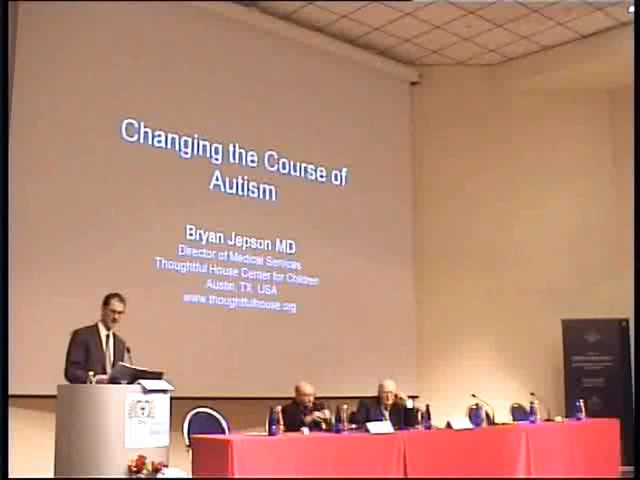 Changing the Course of
Autism
Bryan Jepson MD
Director of Medical Services
Thoughtful House Center for Children
Austin, TX USA
www.thoughtfulhouse.org